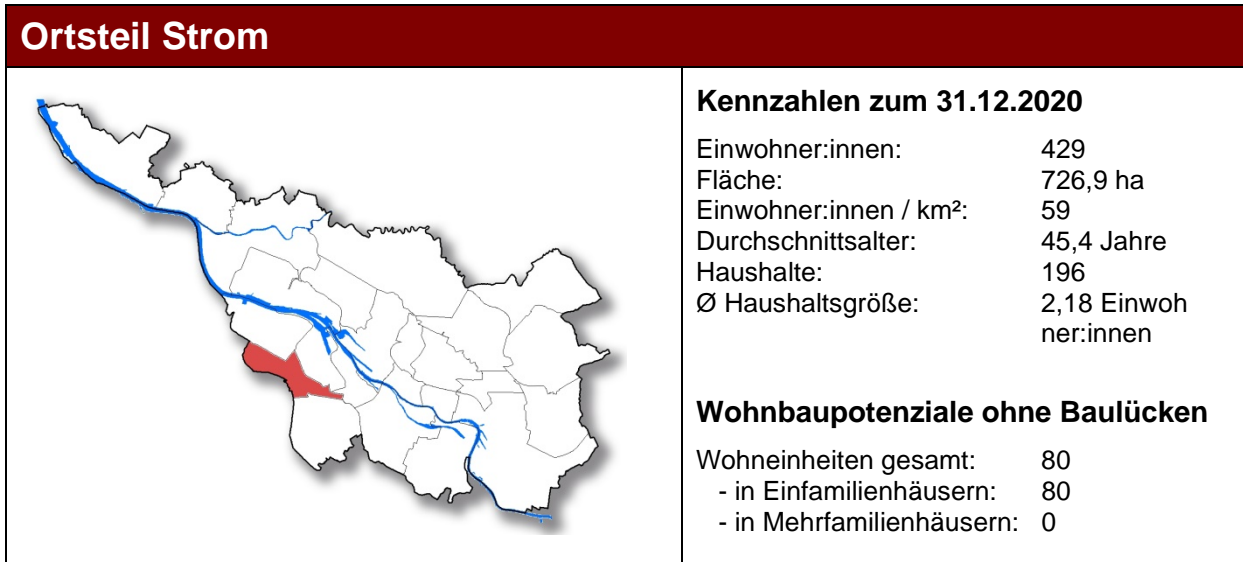 Ortsteil Strom
Kennzahlen zum 31.12.2020
Einwohner:innen: 429
Fläche: 726,9 ha
Einwohner:innen / km²: 59
Durchschnittsalter: 45,4 Jahre
Haushalte: 196
Ø Haushaltsgröße: 2,18 Einwoh
ner:innen
Wohnbaupotenziale ohne Baulücken
Wohneinheiten gesamt: 80
- in Einfamilienhäusern: 80
- in Mehrfamilienhäusern: 0